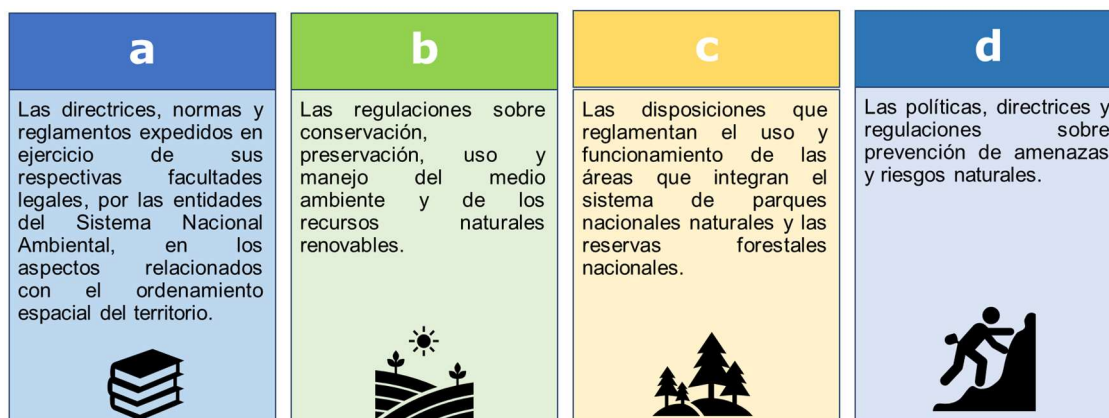 a
Las directrices, normas y
reglamentos expedidos en
ejercicio de sus
respectivas facultades
legales, por las entidades
del Sistema Nacional
Ambiental, en los
aspectos relacionados
con el ordenamiento
espacial del territorio.
b
Las regulaciones sobre
conservación,
preservación, uso y
manejo del medio
ambiente y de los
recursos naturales
renovables.
c
Las disposiciones que
reglamentan el uso y
funcionamiento de las
áreas que integran el
sistema de parques
nacionales naturales y las
reservas forestales
nacionales.
d
Las políticas, directrices y
regulaciones sobre
prevención de amenazas
y riesgos naturales.